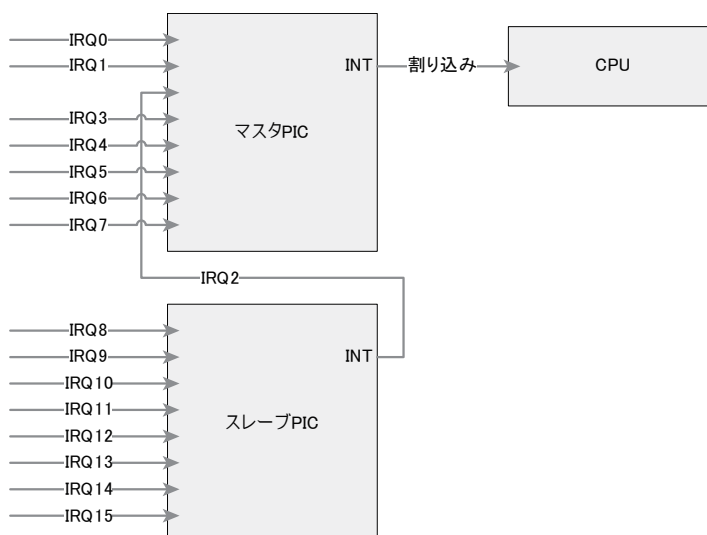 IRQ0
IRQ1
IRQ3
IRQ4
IRQ5
IRQ6
IRQ7
マスタPIC
INT
割り込み
CPU
IRQ2
IRQ8
IRQ9
IRQ10
IRQ11
IRQ12
IRQ13
IRQ14
IRQ15
スレーブPIC
INT